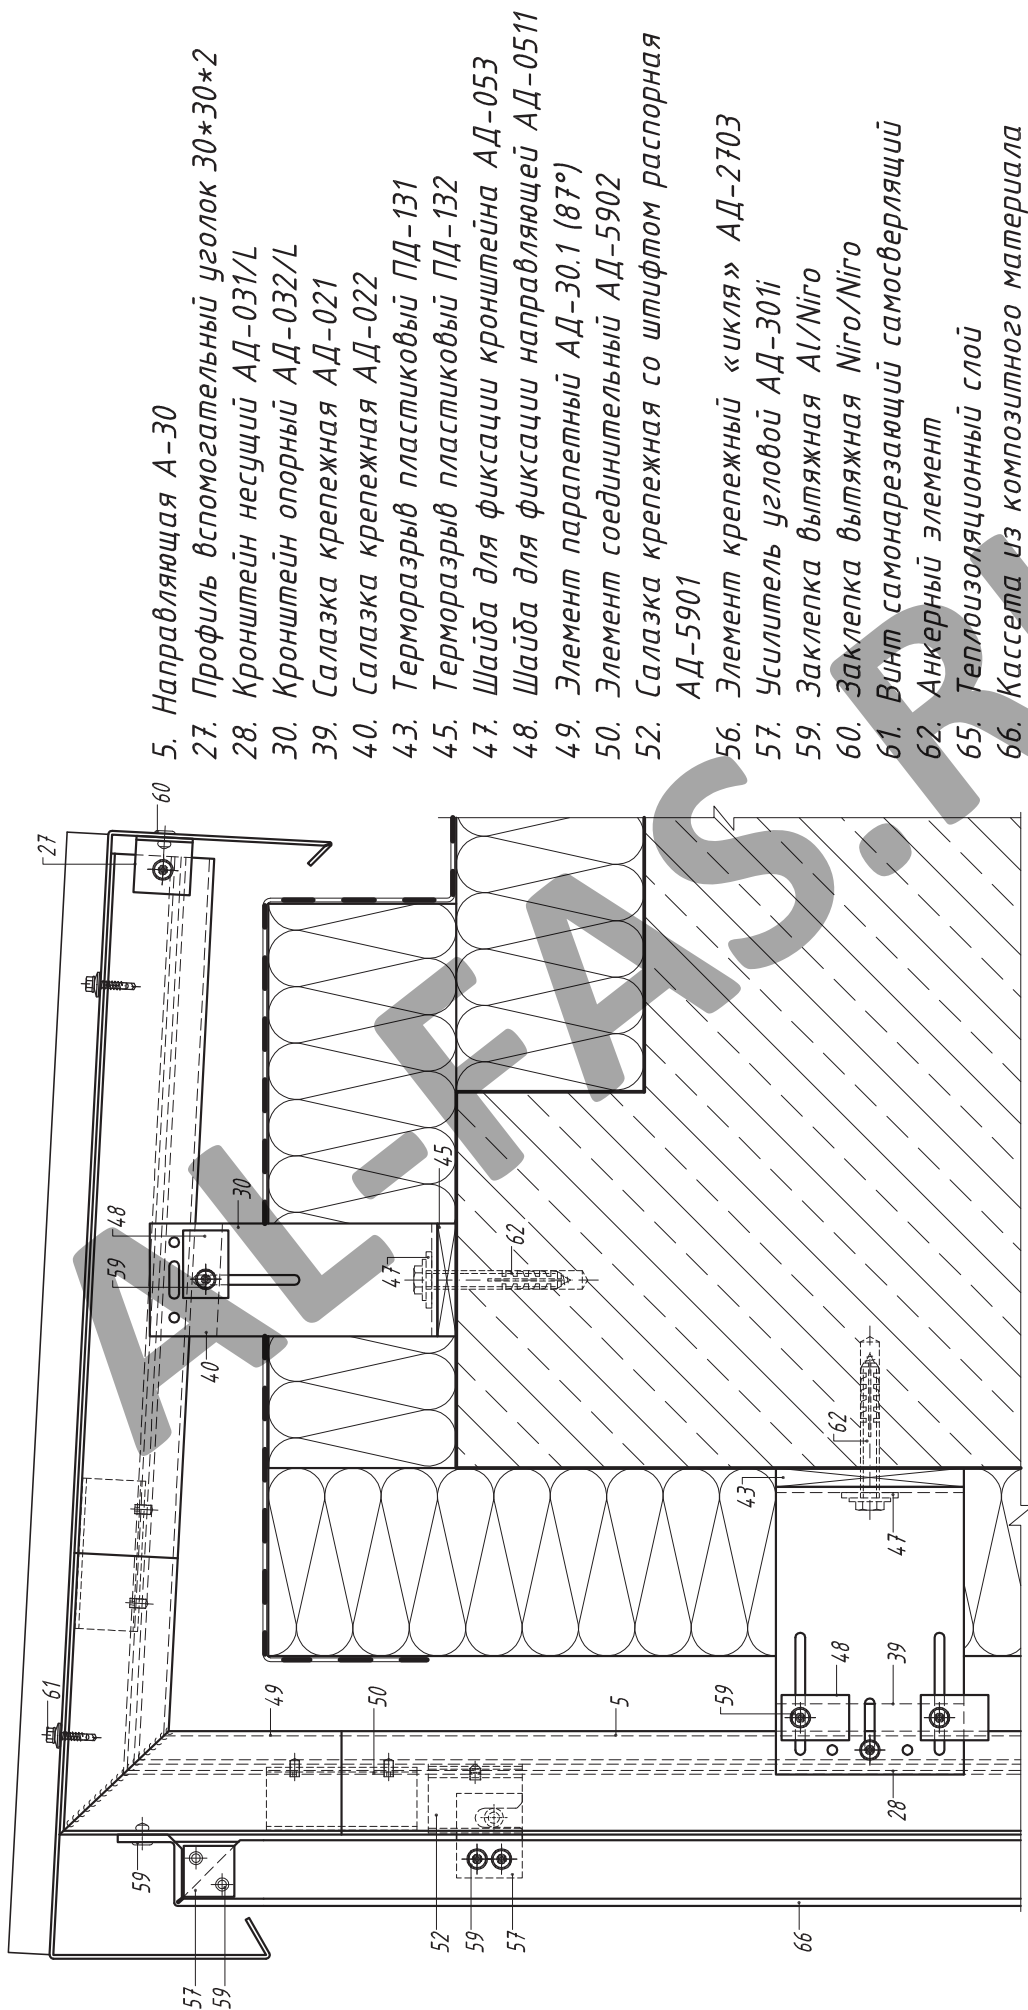 5. Направляющая А-30
27. Профиль вспомогательный уголок 30*30*2
28. Кронштейн несущий АД-031/L
30. Кронштейн опорный АД-032/L
39. Салазка крепежная АД-021
40. Салазка крепежная АД-022
43. Терморазрыв пластиковый ПД-131
45. Терморазрыв пластиковый ПД-132
47. Шайба для фиксации кронштейна АД-053
48. Шайба для фиксации направляющей АД-0511
49. Элемент парапетный АД-30.1 (87°)
50. Элемент соединительный АД-5902
52. Салазка крепежная со штифтом распорная
АД-5901
56. Элемент крепежный «икля» АД-2703
57. Усилитель угловой АД-301i
59. Заклепка вытяжная Al/Niro
60. Заклепка вытяжная Niro/Niro
61. Винт самонарезающий самосверлящий
62. Анкерный элемент
65. Теплоизоляционный слой
66. Кассета из композитного материала
27
60
61
59
48
30
40
45
47
62
62
43
47
49
50
5
59
48
39
28
59
57
59
52
59
57
66
AL-FAS.R